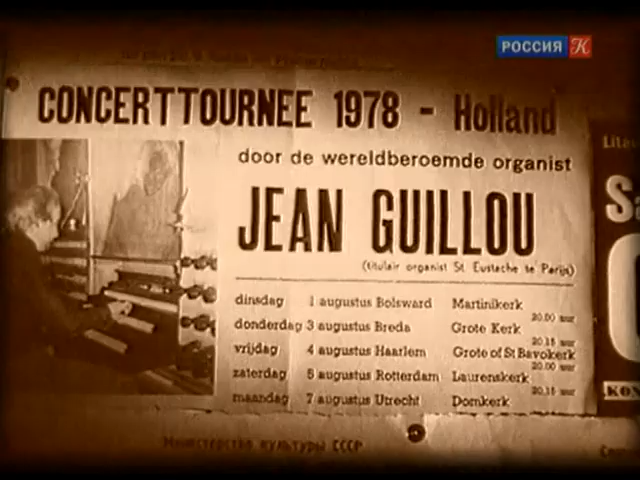 РОССИЯ К
CONCERTTOURNEE 1978 - Holland
door de wereldberoemde organist
JEAN GUILLOU
(titulair organist St. Eustache te Parijs)
dinsdag 1 augustus Bolsward Martinikerk
20.00 uur
donderdag 3 augustus Breda Grote Kerk
20.15 uur
vrijdag 4 augustus Haarlem Grote of St Bavokerk
20.00 uur
zaterdag 5 augustus Rotterdam Laurenskerk
20.15 uur
maandag 7 augustus Utrecht Domkerk
Министерство культуры СССР